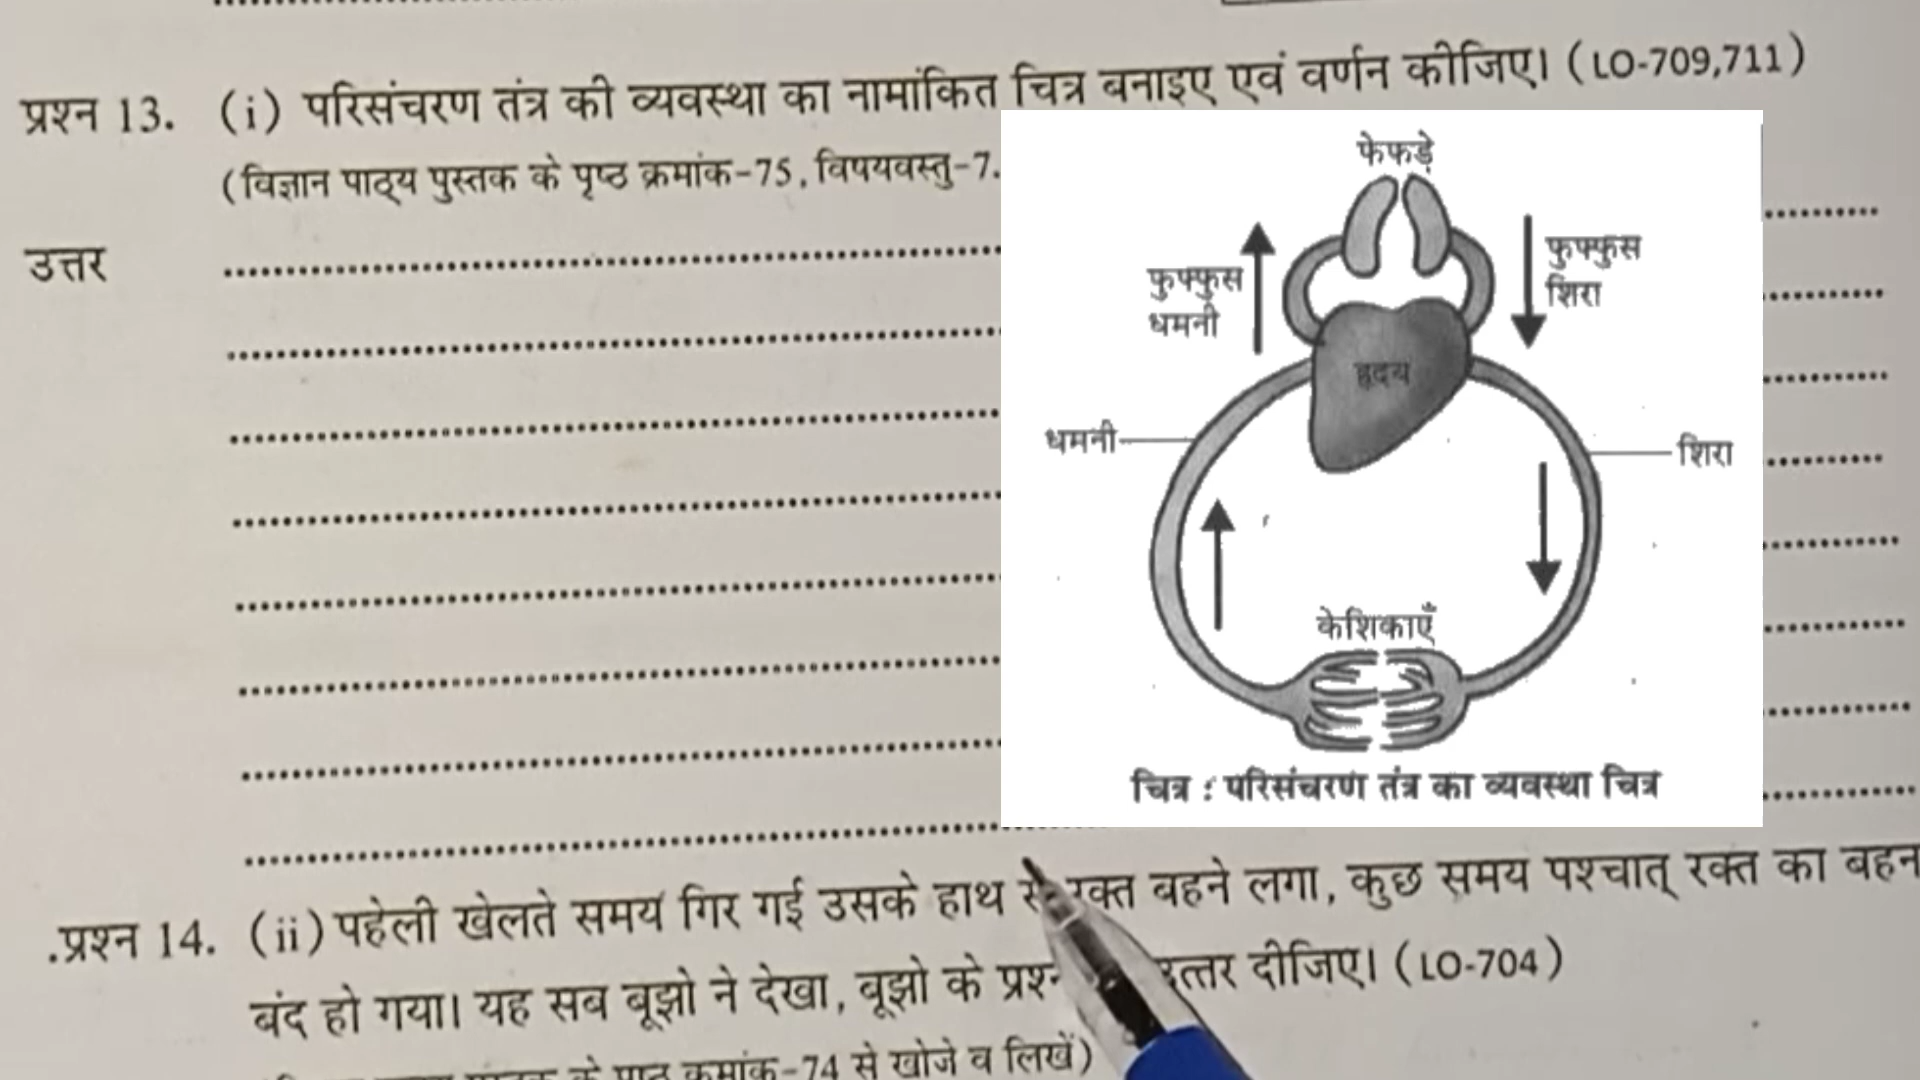 प्रश्न 13. (i) परिसंचरण तंत्र की व्यवस्था का नामांकित चित्र बनाइए एवं वर्णन कीजिए। (LO-709,711)
(विज्ञान पाठ्य पुस्तक के पृष्ठ क्रमांक-75, विषयवस्तु-7.
उत्तर
फेफड़े
फुफ्फुस
धमनी
फुफ्फुस
शिरा
हृदय
धमनी
शिरा
केशिकाएँ
चित्र : परिसंचरण तंत्र का व्यवस्था चित्र
.प्रश्न 14. (ii) पहेली खेलते समय गिर गई उसके हाथ से रक्त बहने लगा, कुछ समय पश्चात् रक्त का बहन
बंद हो गया। यह सब बूझो ने देखा, बूझो के उत्तर दीजिए। (LO-704)
के क्रमांक-74 से खोजे व लिखें)